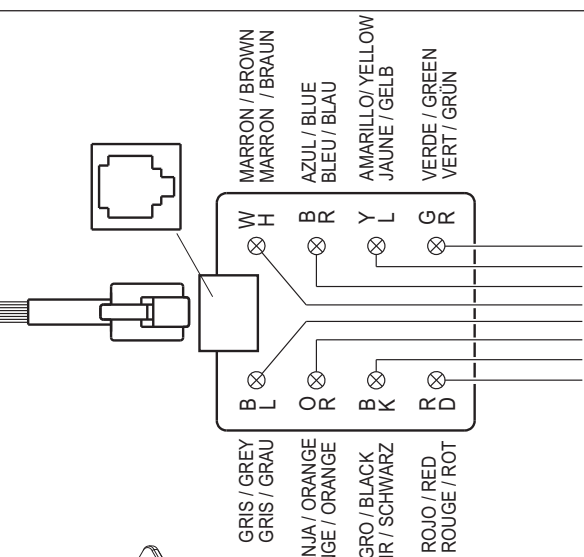 MARRON / BROWN
MARRON / BRAUN
AZUL / BLUE
BLEU / BLAU
AMARILLO/ YELLOW
JAUNE / GELB
VERDE / GREEN
VERT / GRÜN
W
H
B
R
Y
L
G
R
B
L
O
R
B
K
R
D
GRIS / GREY
GRIS / GRAU
/ ORANGE
/ ORANGE
/ BLACK
/ SCHWARZ
ROJO / RED
ROUGE / ROT